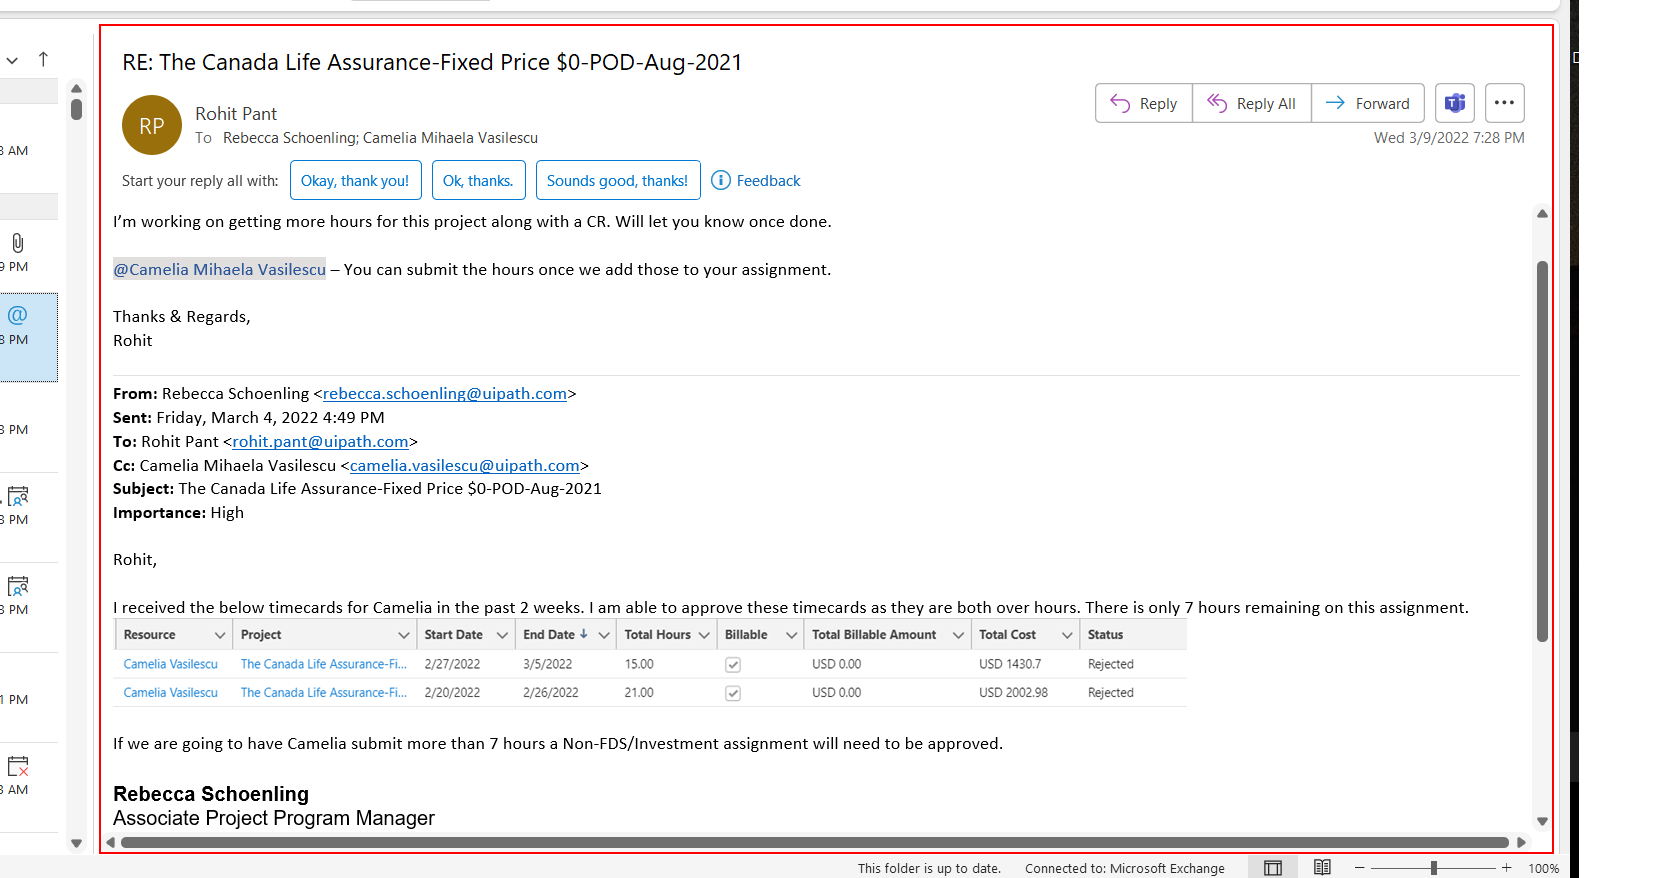 RE: The Canada Life Assurance-Fixed Price $0-POD-Aug-2021
RP
Rohit Pant
To Rebecca Schoenling; Camelia Mihaela Vasilescu
Reply
Reply All
Forward
Wed 3/9/2022 7:28 PM
Start your reply all with:
Okay, thank you!
Ok, thanks.
Sounds good, thanks!
Feedback
I'm working on getting more hours for this project along with a CR. Will let you know once done.
@Camelia Mihaela Vasilescu – You can submit the hours once we add those to your assignment.
Thanks & Regards,
Rohit
From: Rebecca Schoenling <rebecca.schoenling@uipath.com>
Sent: Friday, March 4, 2022 4:49 PM
To: Rohit Pant <rohit.pant@uipath.com>
Cc: Camelia Mihaela Vasilescu <camelia.vasilescu@uipath.com>
Subject: The Canada Life Assurance-Fixed Price $0-POD-Aug-2021
Importance: High
Rohit,
I received the below timecards for Camelia in the past 2 weeks. I am able to approve these timecards as they are both over hours. There is only 7 hours remaining on this assignment.
Resource Project Start Date End Date Total Hours Billable Total Billable Amount Total Cost Status
Camelia Vasilescu The Canada Life Assurance-Fi... 2/27/2022 3/5/2022 15.00 USD 0.00 USD 1430.7 Rejected
Camelia Vasilescu The Canada Life Assurance-Fi... 2/20/2022 2/26/2022 21.00 USD 0.00 USD 2002.98 Rejected
If we are going to have Camelia submit more than 7 hours a Non-FDS/Investment assignment will need to be approved.
Rebecca Schoenling
Associate Project Program Manager
AM
PM
@
PM
PM
PM
PM
PM
AM
This folder is up to date. Connected to: Microsoft Exchange 100%